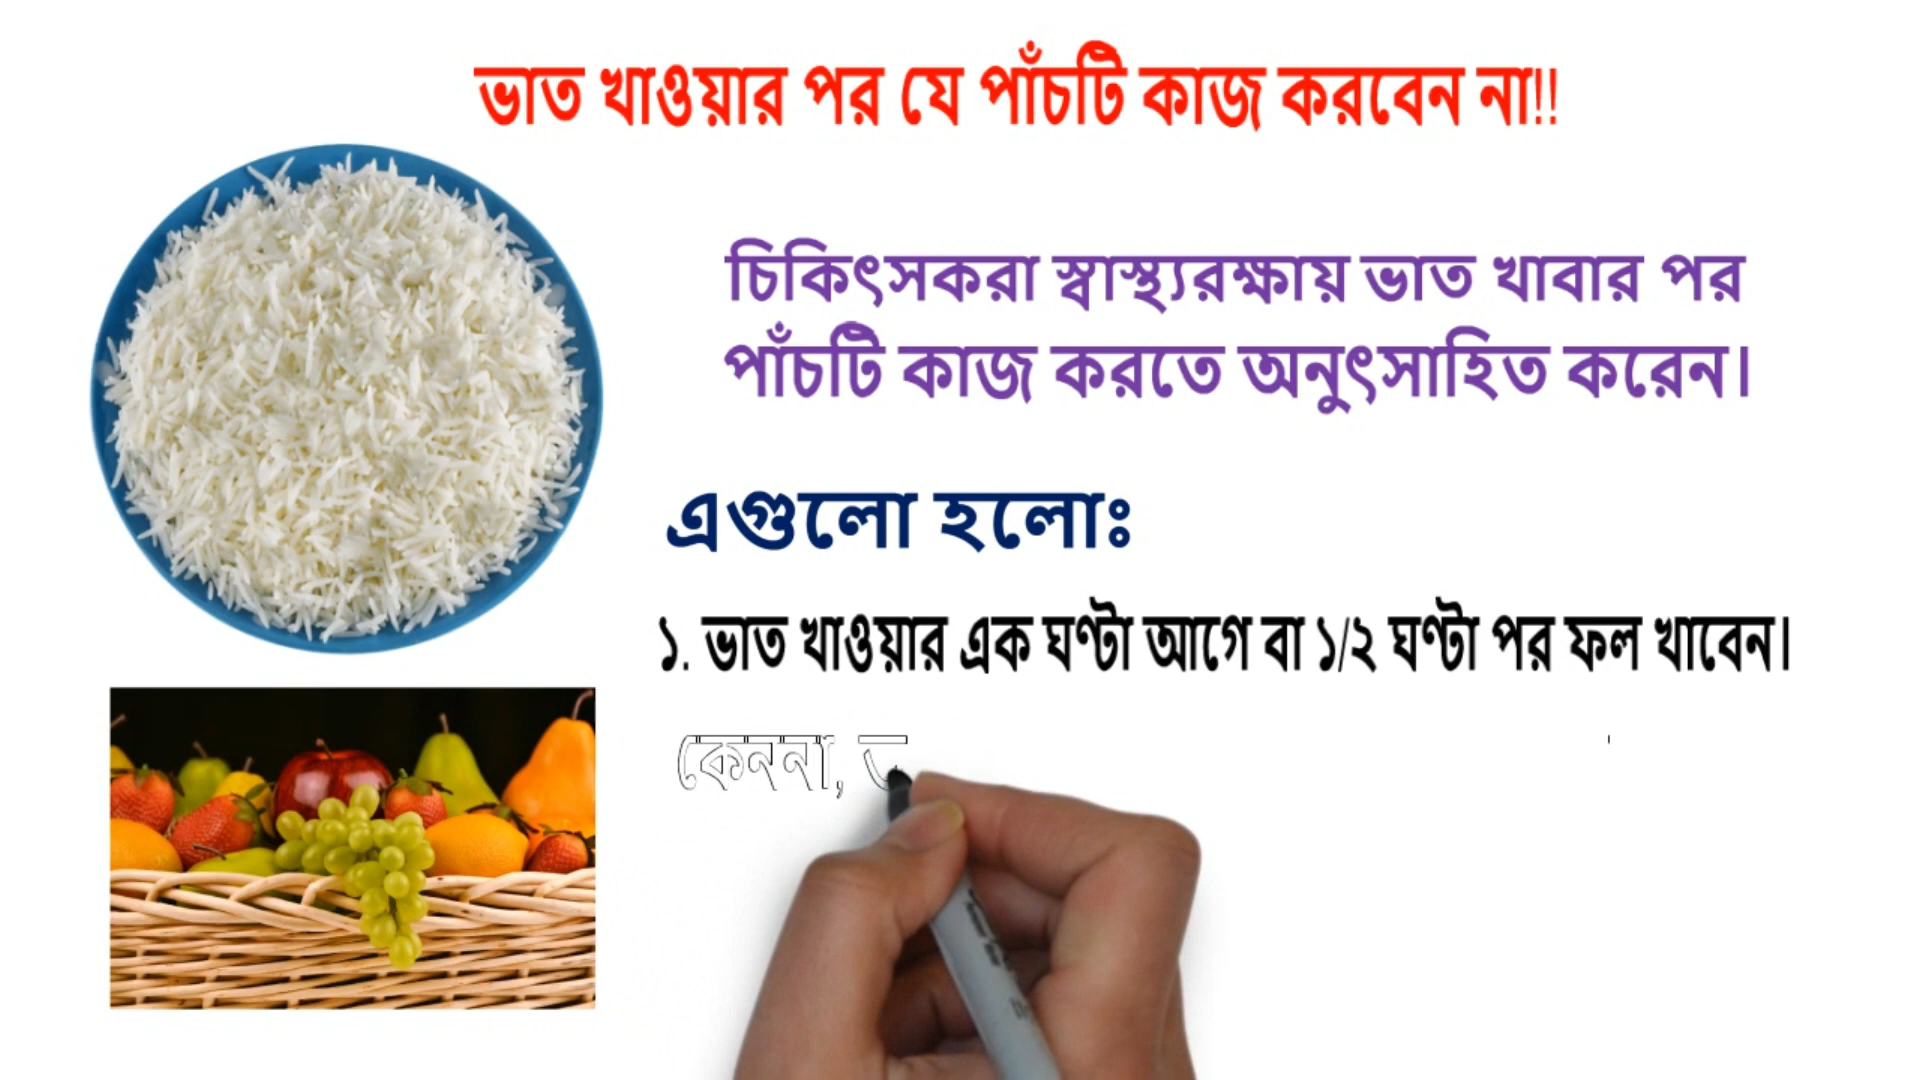 ভাত খাওয়ার পর যে পাঁচটি কাজ করবেন না!!
চিকিৎসকরা স্বাস্থ্যরক্ষায় ভাত খাবার পর
পাঁচটি কাজ করতে অনুৎসাহিত করেন।
এগুলো হলোঃ
১. ভাত খাওয়ার এক ঘণ্টা আগে বা ১/২ ঘণ্টা পর ফল খাবেন।
কেননা,